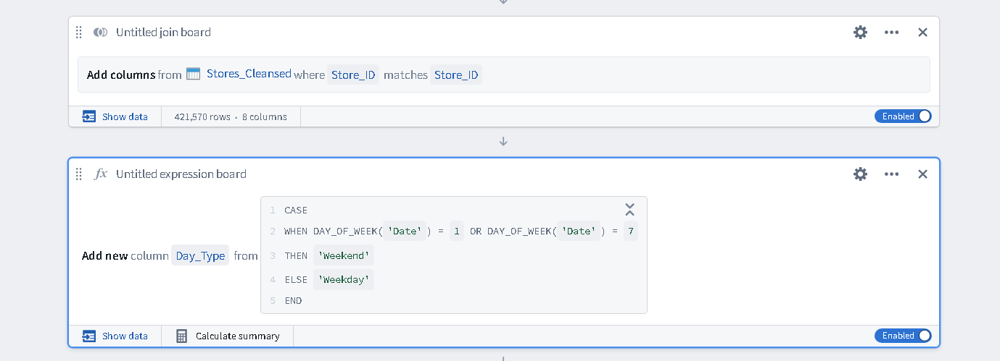 Untitled join board
Add columns from Stores_Cleansed where Store_ID matches Store_ID
Show data 421,570 rows • 8 columns Enabled
fx Untitled expression board
1 CASE
2 WHEN DAY_OF_WEEK( 'Date' ) = 1 OR DAY_OF_WEEK( 'Date' ) = 7
Add new column Day_Type from
3 THEN 'Weekend'
4 ELSE 'Weekday'
5 END
Show data Calculate summary Enabled